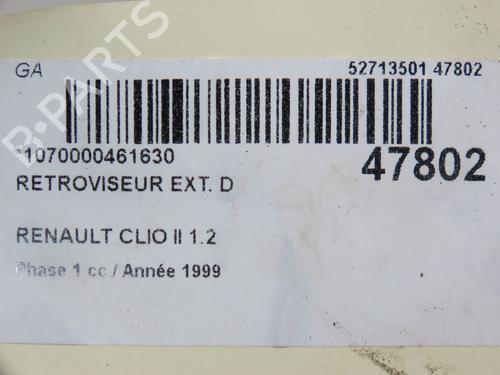 GA 52713501 47802
*1070000461630 47802
RETROVISEUR EXT. D
RENAULT CLIO II 1.2
Phase 1 cc / Année 1999
B-PARTS